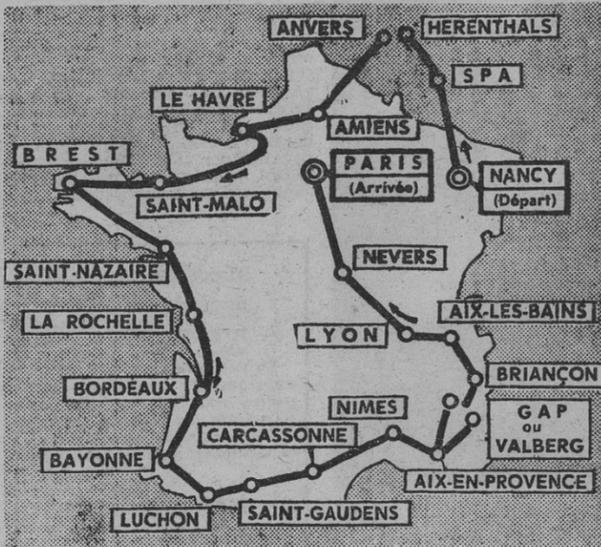 ANVERS
HERENTHALS
SPA
LE HAVRE
AMIENS
BREST
PARIS
(Arrivée)
NANCY
(Départ)
SAINT-MALO
SAINT-NAZAIRE
NEVERS
LA ROCHELLE
LYON
AIX-LES-BAINS
BORDEAUX
BRIANÇON
NIMES
GAP
OU
VALBERG
CARCASSONNE
BAYONNE
AIX-EN-PROVENCE
LUCHON
SAINT-GAUDENS